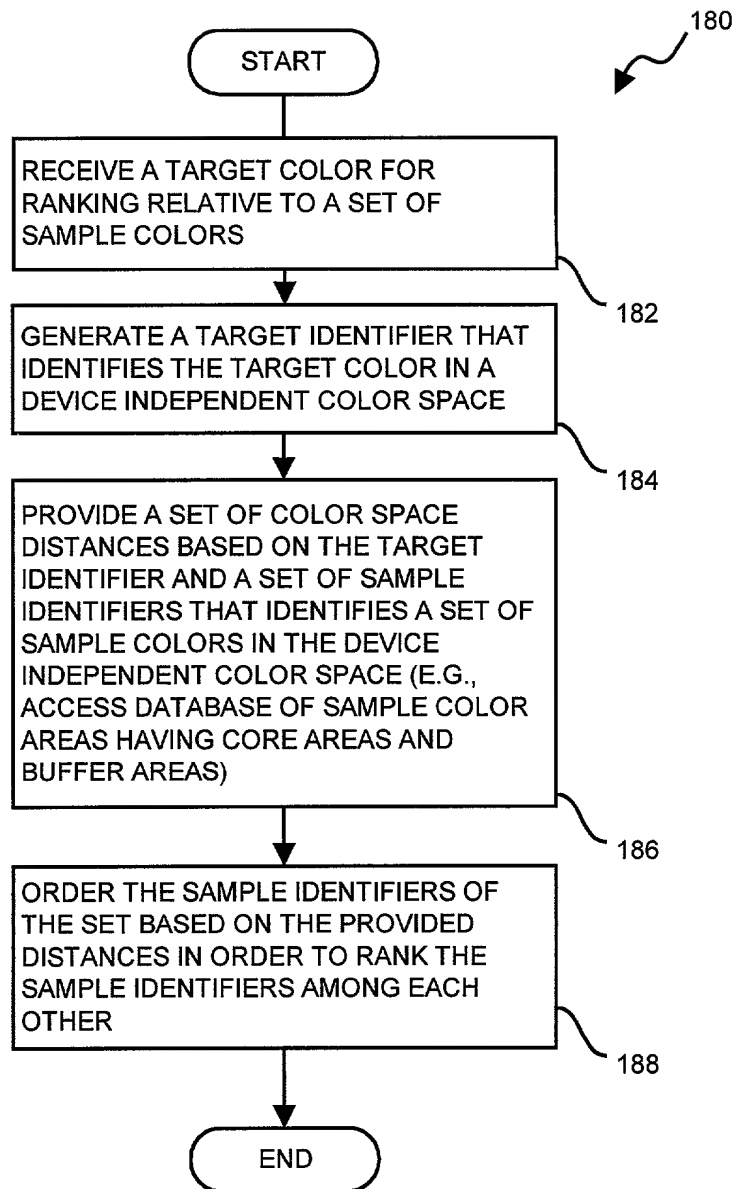 180
START
RECEIVE A TARGET COLOR FOR
RANKING RELATIVE TO A SET OF
SAMPLE COLORS
182
GENERATE A TARGET IDENTIFIER THAT
IDENTIFIES THE TARGET COLOR IN A
DEVICE INDEPENDENT COLOR SPACE
184
PROVIDE A SET OF COLOR SPACE
DISTANCES BASED ON THE TARGET
IDENTIFIER AND A SET OF SAMPLE
IDENTIFIERS THAT IDENTIFIES A SET OF
SAMPLE COLORS IN THE DEVICE
INDEPENDENT COLOR SPACE (E.G.,
ACCESS DATABASE OF SAMPLE COLOR
AREAS HAVING CORE AREAS AND
BUFFER AREAS)
186
ORDER THE SAMPLE IDENTIFIERS OF
THE SET BASED ON THE PROVIDED
DISTANCES IN ORDER TO RANK THE
SAMPLE IDENTIFIERS AMONG EACH
OTHER
188
END